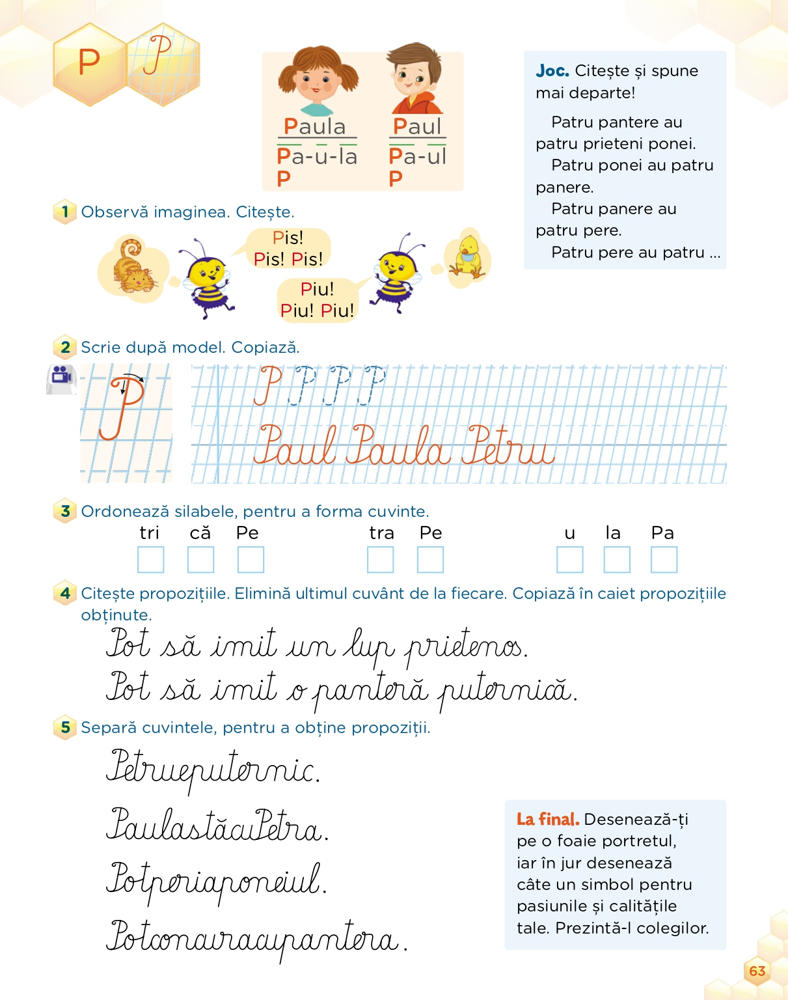 P P
Paula
Pa-u-la
P
Paul
Pa-ul
P
Joc. Citește și spune
mai departe!
Patru pantere au
patru prieteni ponei.
Patru ponei au patru
panere.
Patru panere au
patru pere.
Patru pere au patru ...
1 Observă imaginea. Citește.
Pis!
Pis! Pis!
Piu!
Piu! Piu!
2 Scrie după model. Copiază.
P
P P P P
Paul Paula Petru
3 Ordonează silabele, pentru a forma cuvinte.
tri că Pe tra Pe u la Pa
4 Citește propozițiile. Elimină ultimul cuvânt de la fiecare. Copiază în caiet propozițiile
obținute.
Pot să imit un lup prietenos.
Pot să imit o panteră puternică.
5 Separă cuvintele, pentru a obține propoziții.
Petrueputernic.
PaulastăcuPetra.
Potperiaponeiul.
Potconturacupantera.
La final. Desenează-ți
pe o foaie portretul,
iar în jur desenează
câte un simbol pentru
pasiunile și calitățile
tale. Prezintă-l colegilor.
63